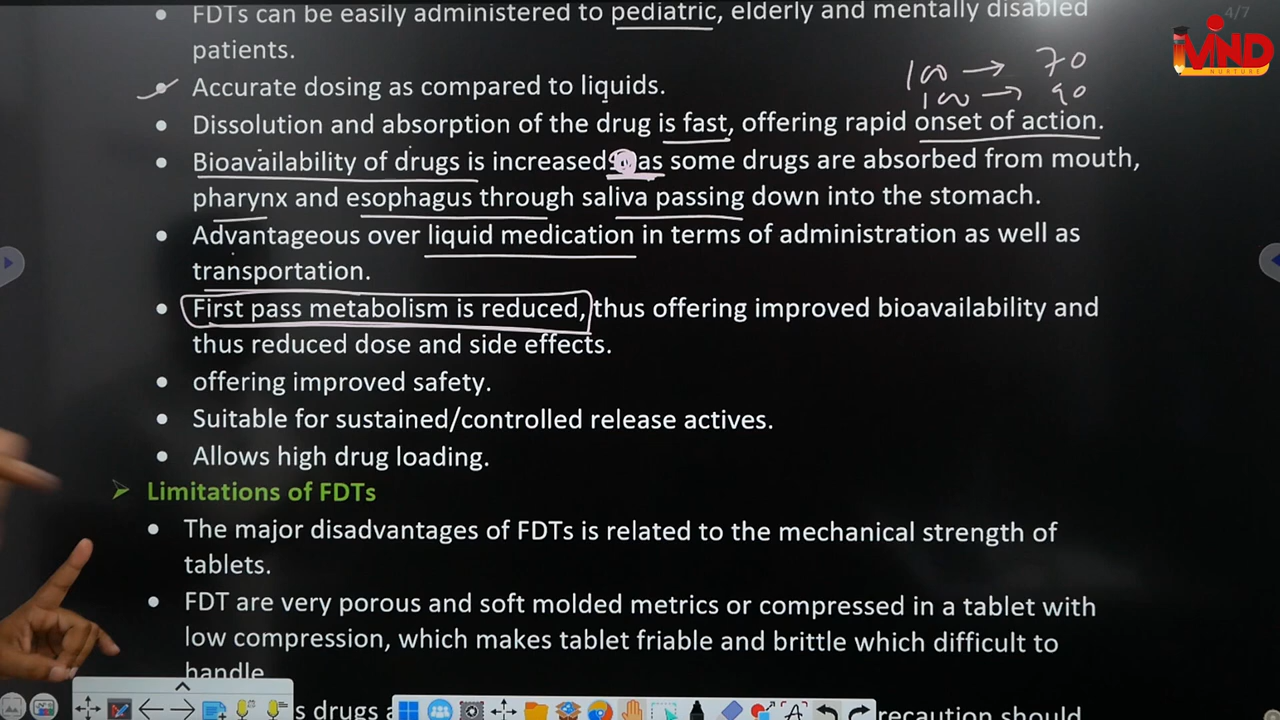 FDTs can be easily administered to pediatric, elderly and mentally disabled
4/7
MIND
NURTURE
patients.
100 → 70
Accurate dosing as compared to liquids.
100 → 90
Dissolution and absorption of the drug is fast, offering rapid onset of action.
Bioavailability of drugs is increased as some drugs are absorbed from mouth,
pharynx and esophagus through saliva passing down into the stomach.
Advantageous over liquid medication in terms of administration as well as
transportation.
First pass metabolism is reduced, thus offering improved bioavailability and
thus reduced dose and side effects.
offering improved safety.
Suitable for sustained/controlled release actives.
Allows high drug loading.
Limitations of FDTs
The major disadvantages of FDTs is related to the mechanical strength of
tablets.
FDT are very porous and soft molded metrics or compressed in a tablet with
low compression, which makes tablet friable and brittle which difficult to
handle
s drugs
recaution should